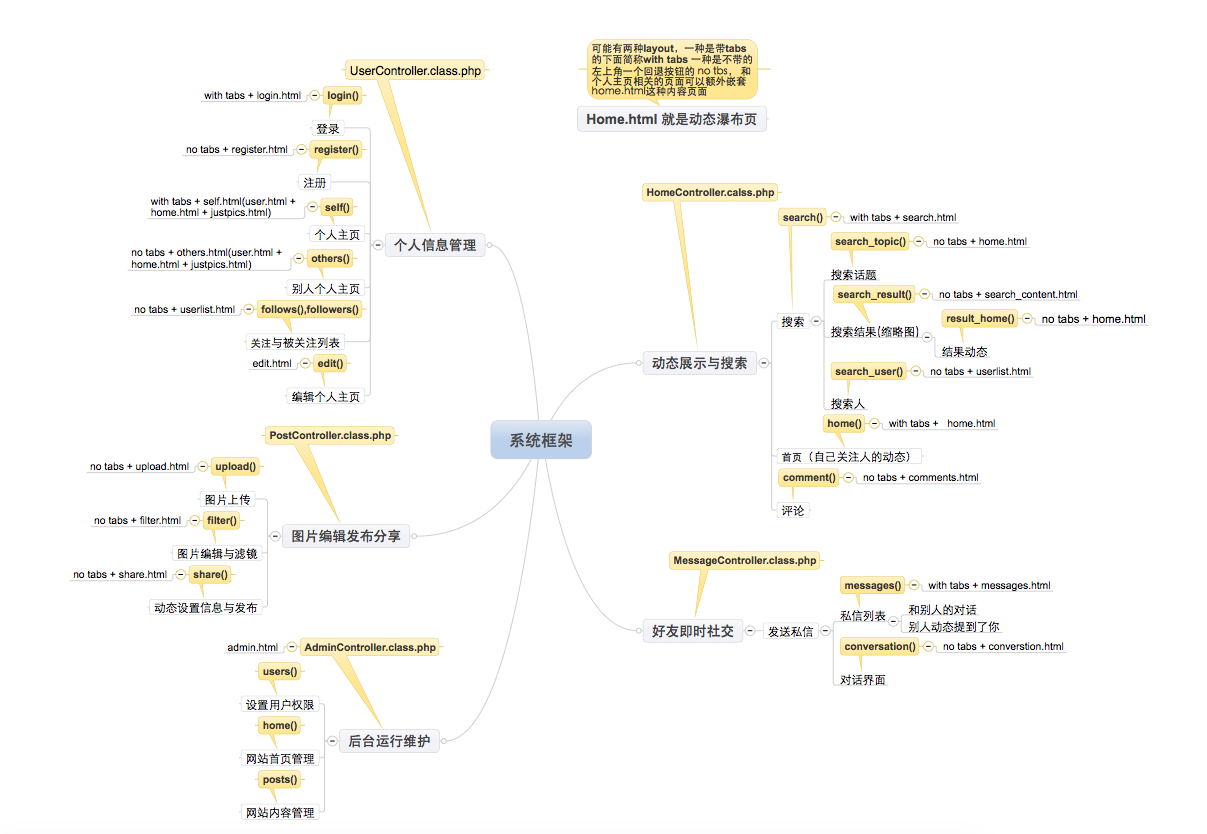 可能有两种layout，一种是带tabs
的下面简称with tabs 一种是不带的
左上角一个回退按钮的 no tbs， 和
个人主页相关的页面可以额外嵌套
home.html这种内容页面
Home.html 就是动态瀑布页
UserController.class.php
with tabs + login.html
login()
登录
no tabs + register.html
register()
注册
with tabs + self.html(user.html +
home.html + justpics.html)
self()
个人主页
no tabs + others.html(user.html +
home.html + justpics.html)
others()
别人个人主页
no tabs + userlist.html
follows(),followers()
关注与被关注列表
edit.html
edit()
编辑个人主页
个人信息管理
PostController.class.php
no tabs + upload.html
upload()
图片上传
no tabs + filter.html
filter()
图片编辑与滤镜
no tabs + share.html
share()
动态设置信息与发布
图片编辑发布分享
admin.html
AdminController.class.php
users()
设置用户权限
home()
网站首页管理
posts()
网站内容管理
后台运行维护
系统框架
HomeController.calss.php
动态展示与搜索
search()
with tabs + search.html
搜索
search_topic()
no tabs + home.html
搜索话题
search_result()
no tabs + search_content.html
搜索结果(缩略图)
result_home()
no tabs + home.html
结果动态
search_user()
no tabs + userlist.html
搜索人
home()
with tabs + home.html
首页（自己关注人的动态）
comment()
no tabs + comments.html
评论
MessageController.class.php
好友即时社交
发送私信
messages()
with tabs + messages.html
私信列表
和别人的对话
别人动态提到了你
conversation()
no tabs + converstion.html
对话界面